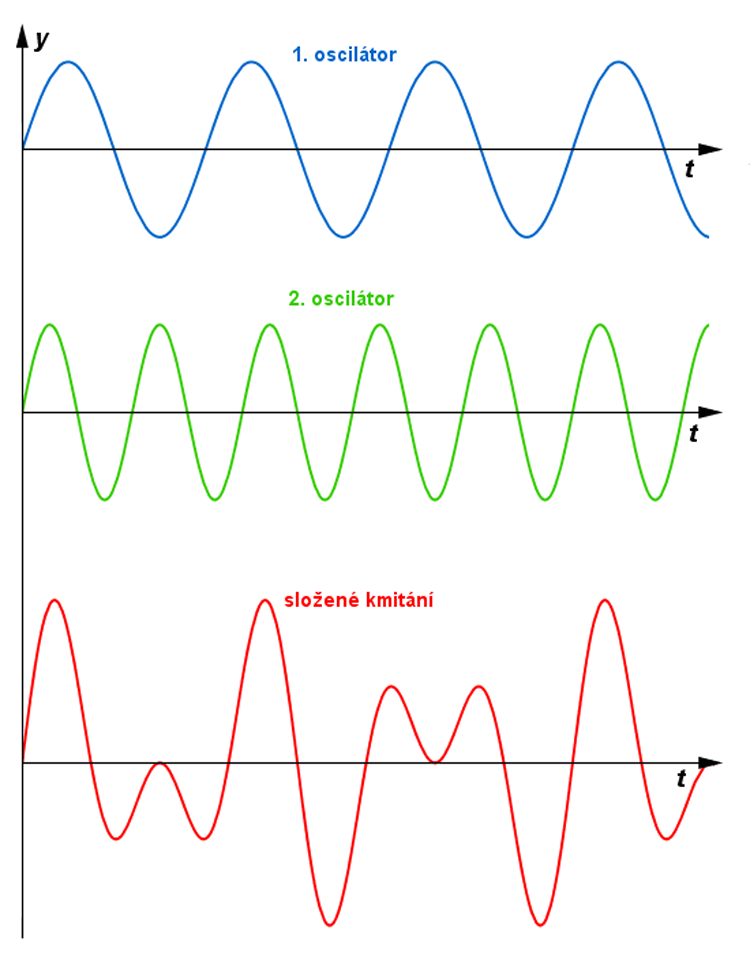 y
1. oscilátor
t
2. oscilátor
t
složené kmitání
t